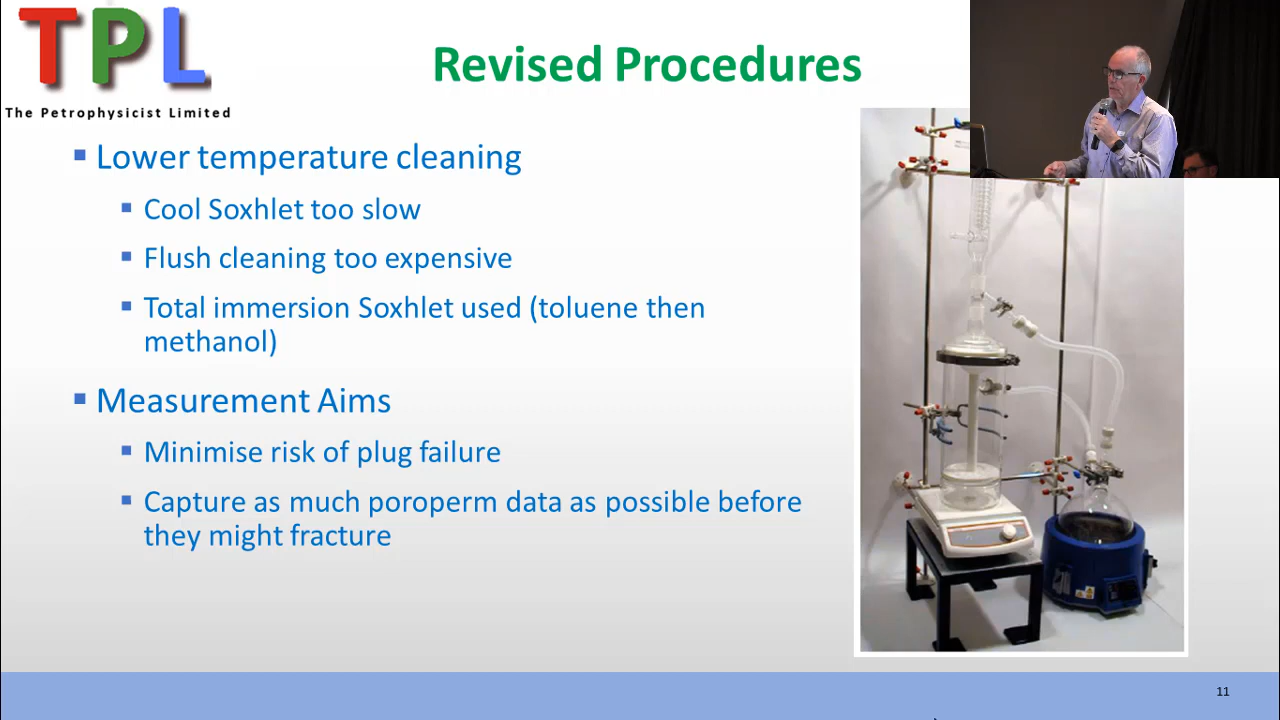 TPL
The Petrophysicist Limited
Revised Procedures
Lower temperature cleaning
Cool Soxhlet too slow
Flush cleaning too expensive
Total immersion Soxhlet used (toluene then
methanol)
Measurement Aims
Minimise risk of plug failure
Capture as much poroperm data as possible before
they might fracture
11